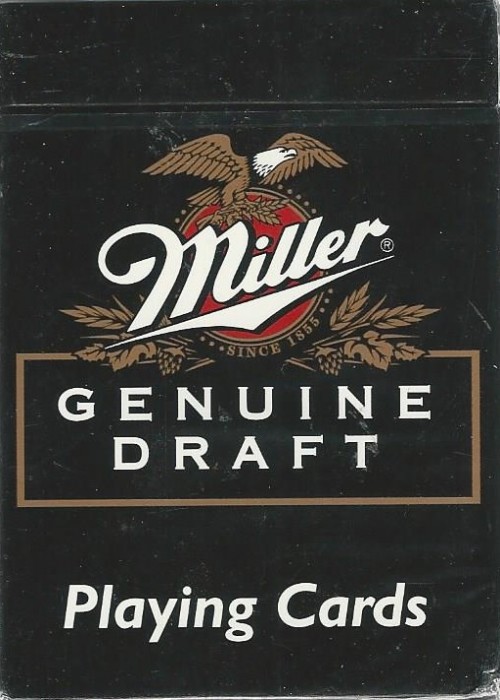 Miller®
SINCE 1855
GENUINE
DRAFT
Playing Cards